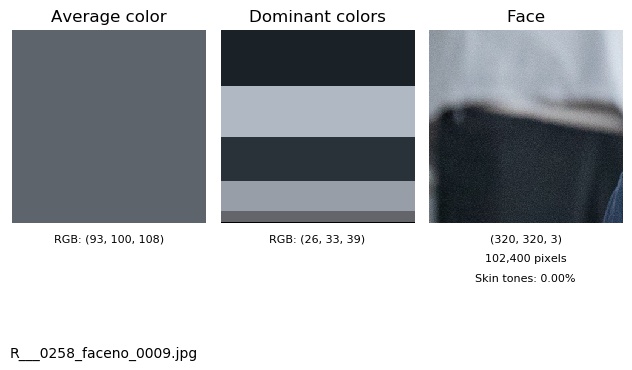 Average color
Dominant colors
Face
RGB: (93, 100, 108)
RGB: (26, 33, 39)
(320, 320, 3)
102,400 pixels
Skin tones: 0.00%
R___0258_faceno_0009.jpg